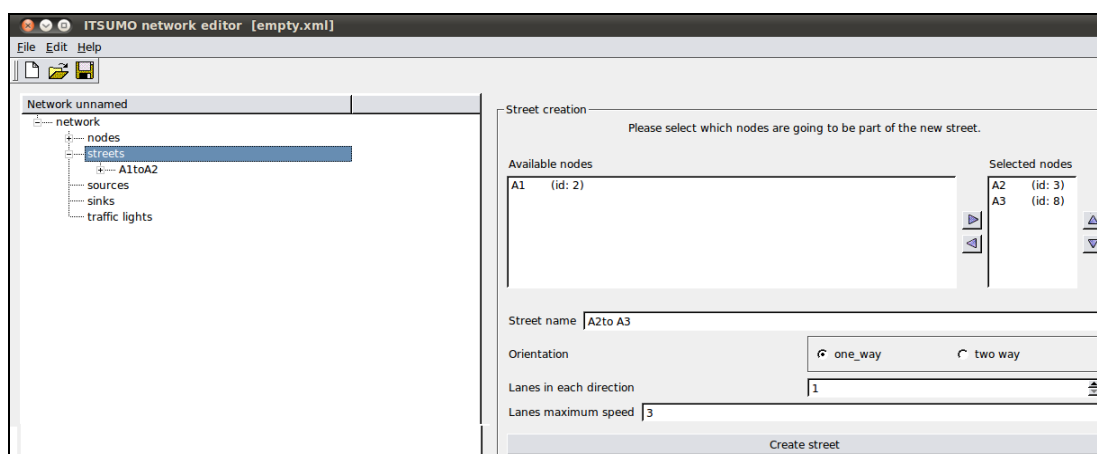 ITSUMO network editor [empty.xml]
File Edit Help
Network unnamed
network
nodes
streets
A1toA2
sources
sinks
traffic lights
Street creation
Please select which nodes are going to be part of the new street.
Available nodes
Selected nodes
A1 (id: 2)
A2 (id: 3)
A3 (id: 8)
Street name A2to A3
Orientation
one_way
two way
Lanes in each direction 1
Lanes maximum speed 3
Create street